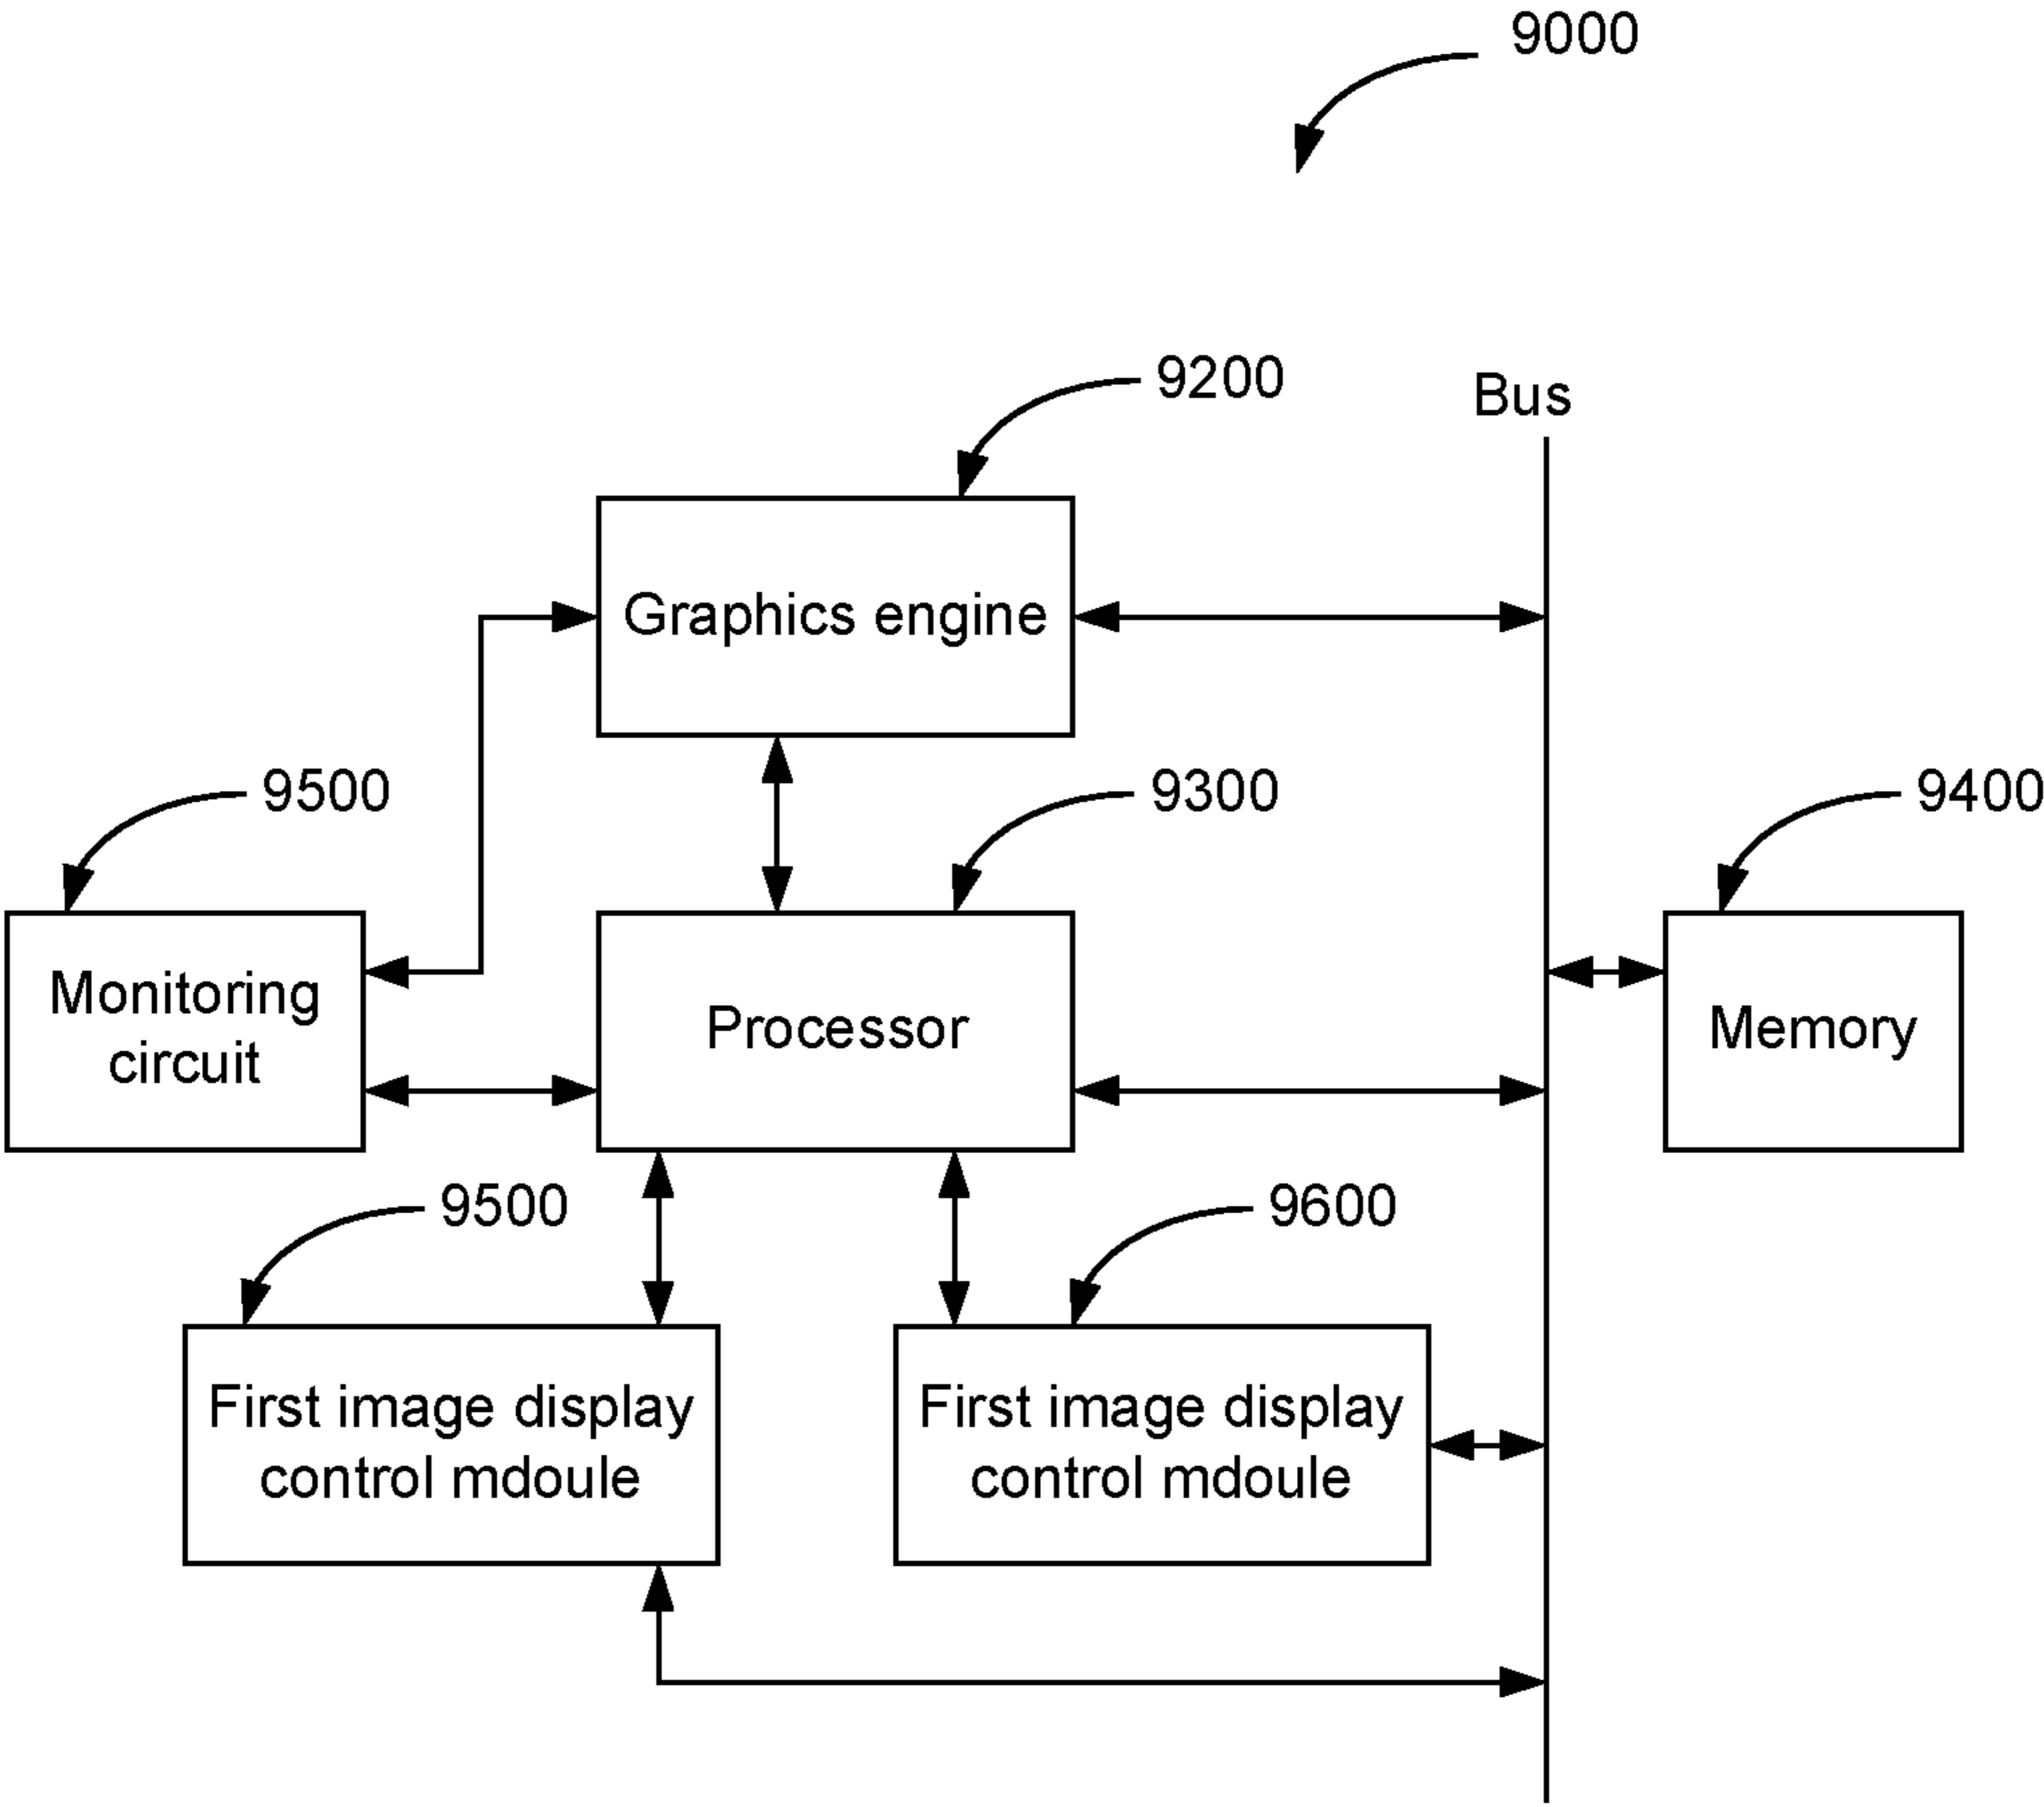 9000
9200
Bus
Graphics engine
9500
9300
9400
Monitoring
circuit
Processor
Memory
9500
9600
First image display
control mdoule
First image display
control mdoule